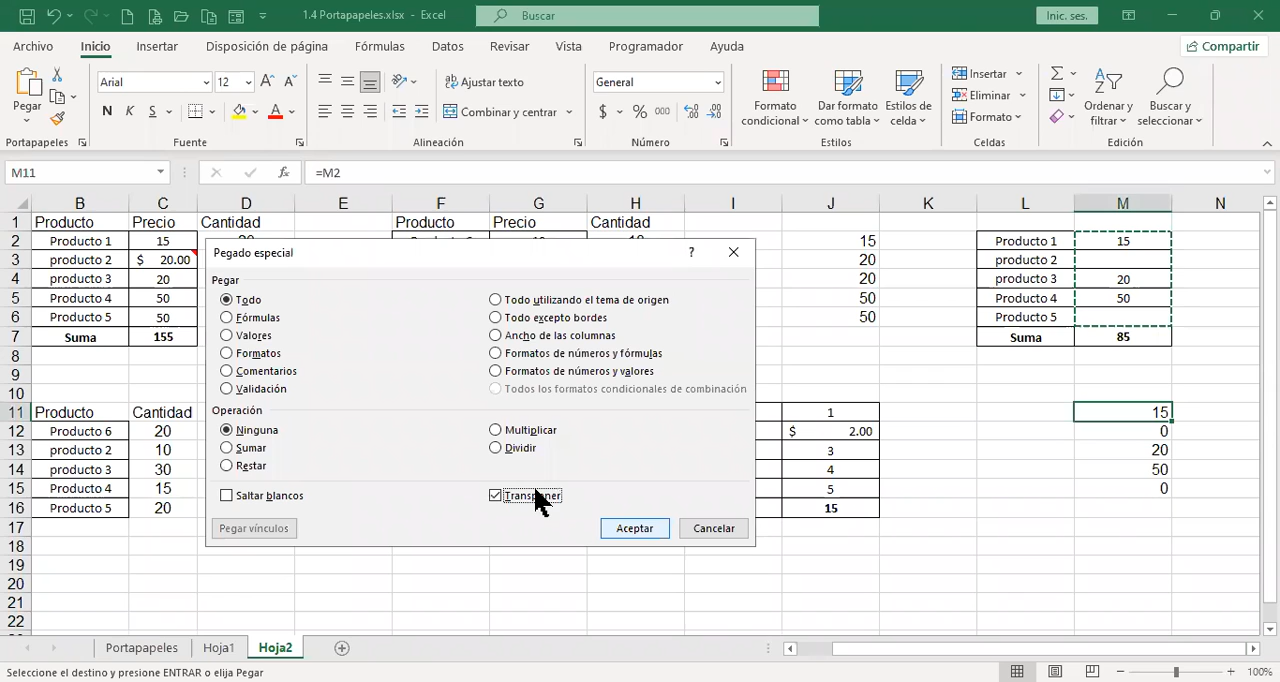 1.4 Portapapeles.xlsx - Excel
Buscar
Inic. ses.
Archivo Inicio Insertar Disposición de página Fórmulas Datos Revisar Vista Programador Ayuda Compartir
Pegar
Portapapeles
Arial 12
N K S
Fuente
Ajustar texto
Combinar y centrar
Alineación
General
$ % 000
Número
Formato condicional
Dar formato como tabla
Estilos de celda
Estilos
Insertar
Eliminar
Formato
Celdas
Ordenar y filtrar
Buscar y seleccionar
Edición
M11 fx =M2
B C D E F G H I J K L M N
1 Producto Precio Cantidad Producto Precio Cantidad
2 Producto 1 15 15 Producto 1 15
3 producto 2 $ 20.00 20 producto 2
4 producto 3 20 20 producto 3 20
5 Producto 4 50 50 Producto 4 50
6 Producto 5 50 50 Producto 5
7 Suma 155 Suma 85
8
9
10
11 Producto Cantidad 1 15
12 Producto 6 20 $ 2.00 0
13 producto 2 10 3 20
14 producto 3 30 4 50
15 Producto 4 15 5 0
16 Producto 5 20 15
17
18
19
20
21
22
Pegado especial ?
Pegar
Todo Todo utilizando el tema de origen
Fórmulas Todo excepto bordes
Valores Ancho de las columnas
Formatos Formatos de números y fórmulas
Comentarios Formatos de números y valores
Validación Todos los formatos condicionales de combinación
Operación
Ninguna Multiplicar
Sumar Dividir
Restar
Saltar blancos Transponer
Pegar vínculos Aceptar Cancelar
Portapapeles Hoja1 Hoja2
Seleccione el destino y presione ENTRAR o elija Pegar 100%